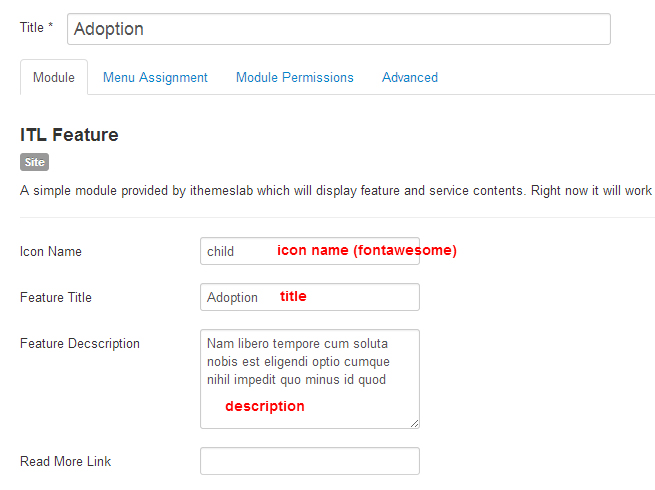 Title * Adoption
Module Menu Assignment Module Permissions Advanced
ITL Feature
Site
A simple module provided by ithemeslab which will display feature and service contents. Right now it will work
Icon Name child icon name (fontawesome)
Feature Title Adoption title
Feature Decscription Nam libero tempore cum soluta
nobis est eligendi optio cumque
nihil impedit quo minus id quod
description
Read More Link